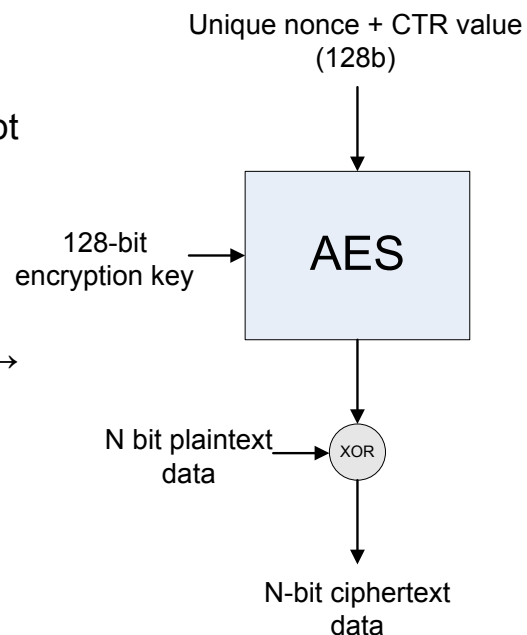 Unique nonce + CTR value
(128b)
128-bit
encryption key
AES
→
N bit plaintext
data
XOR
N-bit ciphertext
data